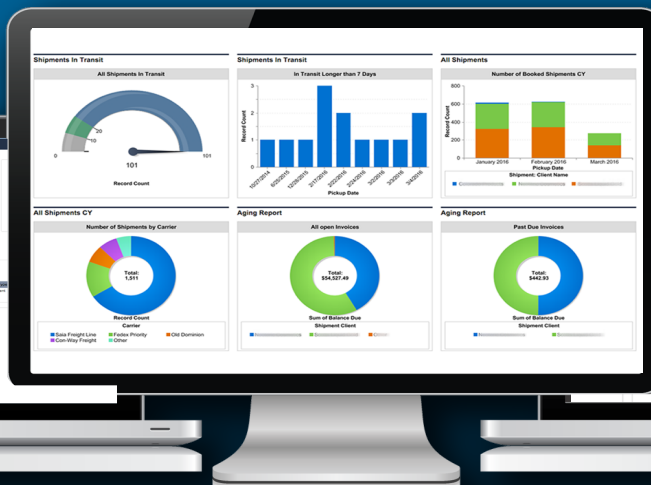 Shipments In Transit
All Shipments In Transit
0
10
20
101
101
Record Count
Shipments In Transit
In Transit Longer than 7 Days
Record Count
3
2
1
0
10/27/2014
6/25/2015
12/28/2015
2/17/2016
2/22/2016
2/24/2016
3/2/2016
3/3/2016
3/4/2016
Pickup Date
All Shipments
Number of Booked Shipments CY
Record Count
800
600
400
200
0
January 2016
February 2016
March 2016
Pickup Date
Shipment: Client Name
All Shipments CY
Number of Shipments by Carrier
Total:
1,511
Record Count
Carrier
Saia Freight Line
Fedex Priority
Old Dominion
Con-Way Freight
Other
Aging Report
All open Invoices
Total:
$54,527.49
Sum of Balance Due
Shipment Client
Aging Report
Past Due Invoices
Total:
$442.93
Sum of Balance Due
Shipment Client